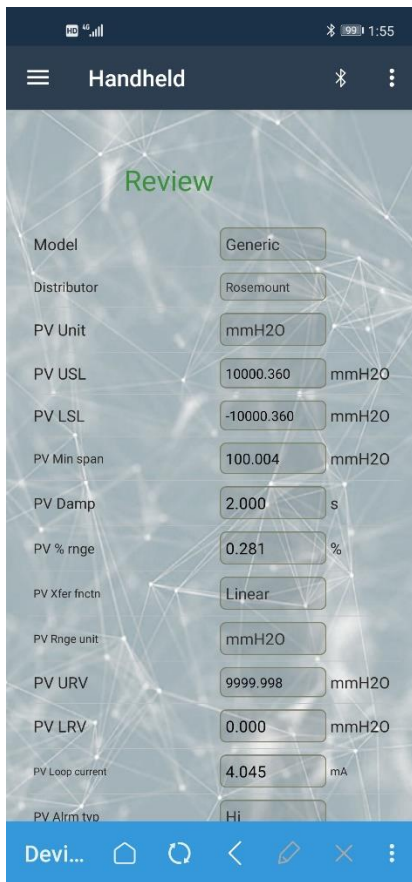 HD 4G 99 1:55
Handheld
Review
Model Generic
Distributor Rosemount
PV Unit mmH2O
PV USL 10000.360 mmH2O
PV LSL -10000.360 mmH2O
PV Min span 100.004 mmH2O
PV Damp 2.000 s
PV % rnge 0.281 %
PV Xfer fnctn Linear
PV Rnge unit mmH2O
PV URV 9999.998 mmH2O
PV LRV 0.000 mmH2O
PV Loop current 4.045 mA
PV Alrm typ Hi
Devi...